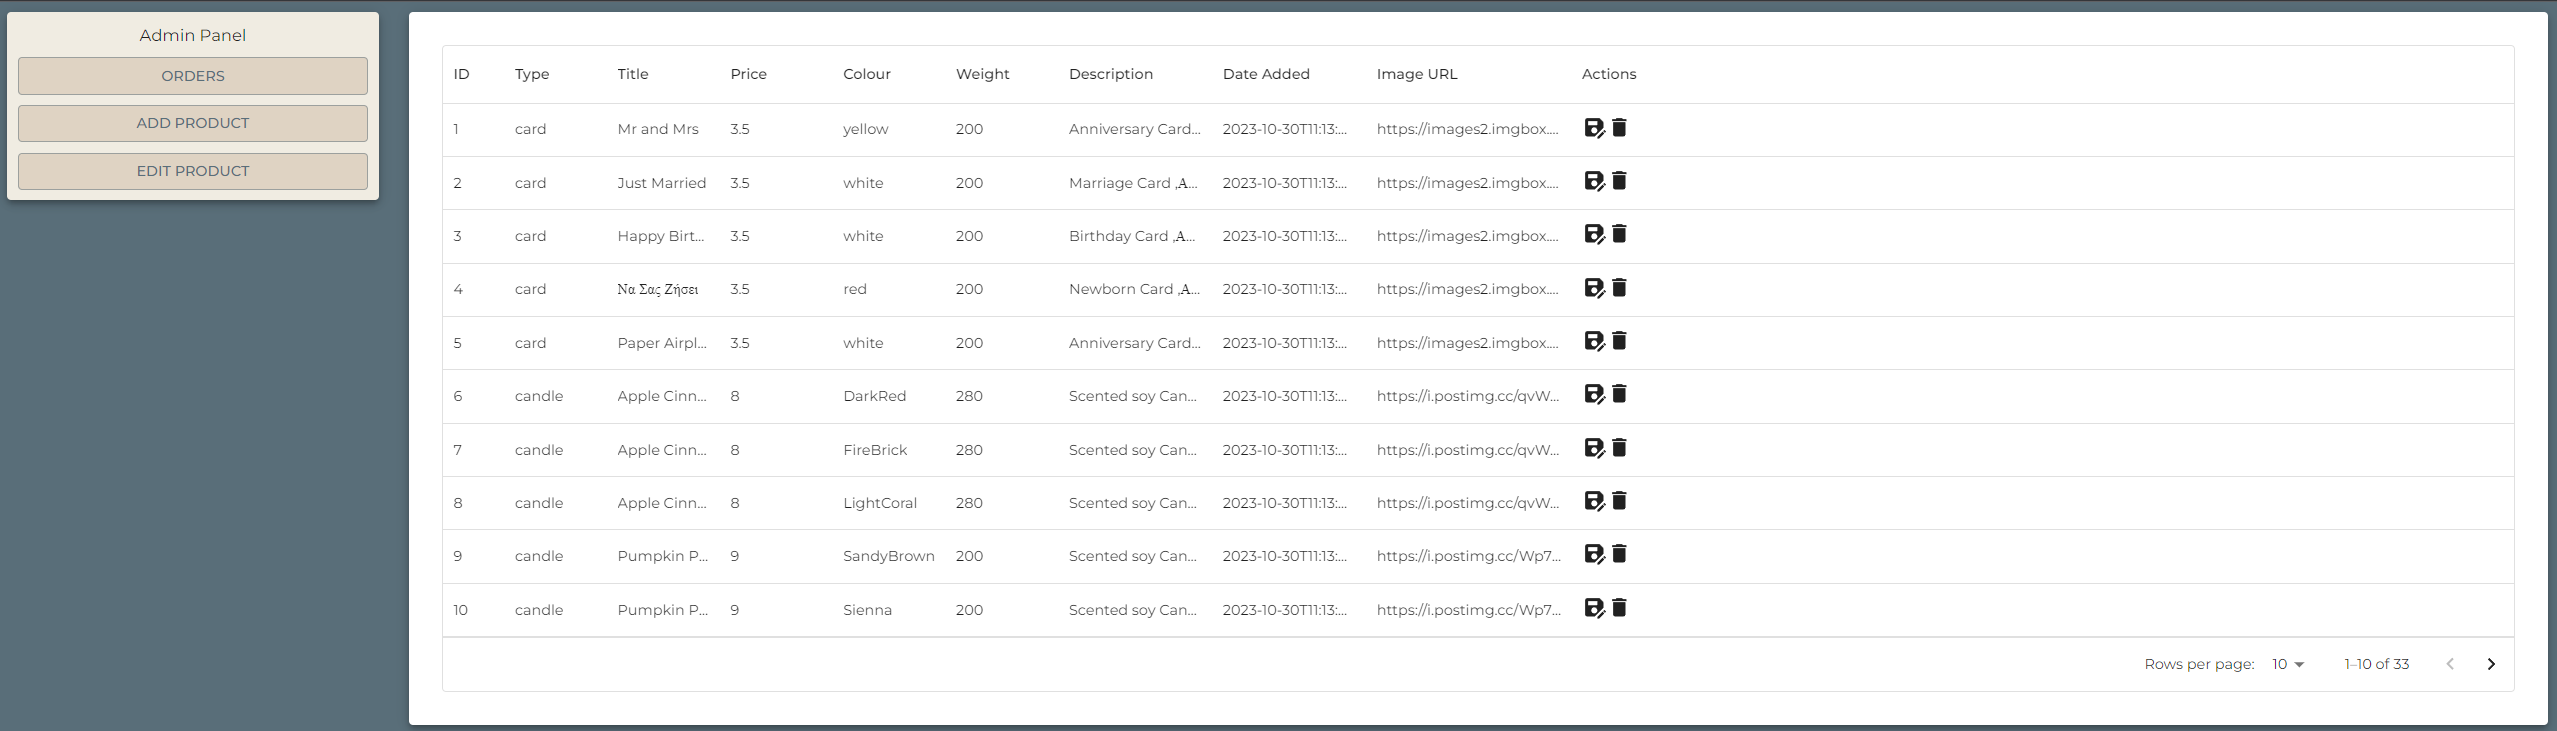 Admin Panel
ORDERS
ADD PRODUCT
EDIT PRODUCT
ID Type Title Price Colour Weight Description Date Added Image URL Actions
1 card Mr and Mrs 3.5 yellow 200 Anniversary Card... 2023-10-30T11:13:... https://images2.imgbox....
2 card Just Married 3.5 white 200 Marriage Card ,Α... 2023-10-30T11:13:... https://images2.imgbox....
3 card Happy Birt... 3.5 white 200 Birthday Card ,Α... 2023-10-30T11:13:... https://images2.imgbox....
4 card Να Σας Ζήσει 3.5 red 200 Newborn Card ,Α... 2023-10-30T11:13:... https://images2.imgbox....
5 card Paper Airpl... 3.5 white 200 Anniversary Card... 2023-10-30T11:13:... https://images2.imgbox....
6 candle Apple Cinn... 8 DarkRed 280 Scented soy Can... 2023-10-30T11:13:... https://i.postimg.cc/qvW...
7 candle Apple Cinn... 8 FireBrick 280 Scented soy Can... 2023-10-30T11:13:... https://i.postimg.cc/qvW...
8 candle Apple Cinn... 8 LightCoral 280 Scented soy Can... 2023-10-30T11:13:... https://i.postimg.cc/qvW...
9 candle Pumpkin P... 9 SandyBrown 200 Scented soy Can... 2023-10-30T11:13:... https://i.postimg.cc/Wp7...
10 candle Pumpkin P... 9 Sienna 200 Scented soy Can... 2023-10-30T11:13:... https://i.postimg.cc/Wp7...
Rows per page: 10 1–10 of 33